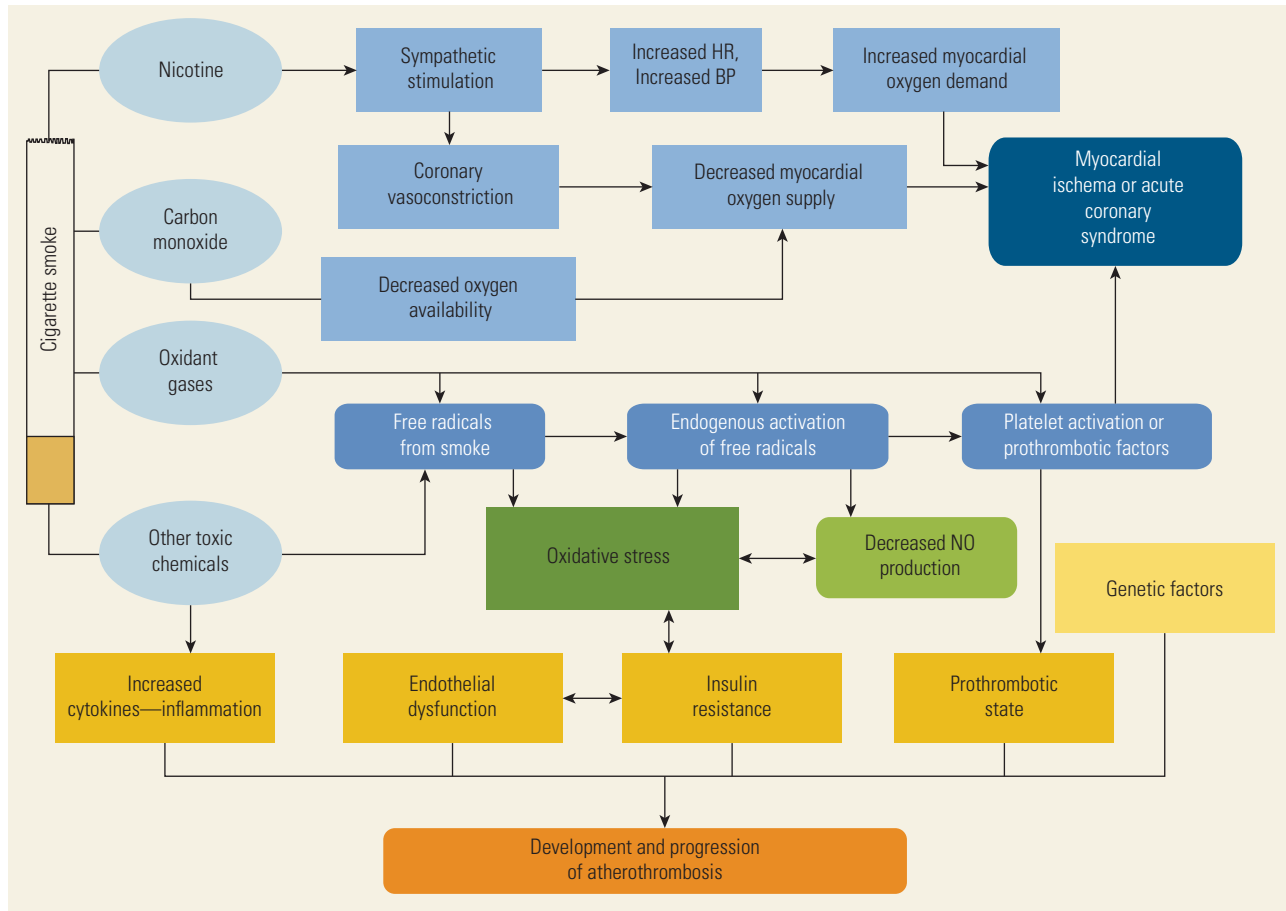 Nicotine
Sympathetic
stimulation
Increased HR,
Increased BP
Increased myocardial
oxygen demand
Cigarette smoke
Carbon
monoxide
Coronary
vasoconstriction
Decreased myocardial
oxygen supply
Myocardial
ischema or acute
coronary
syndrome
Decreased oxygen
availability
Oxidant
gases
Free radicals
from smoke
Endogenous activation
of free radicals
Platelet activation or
prothrombotic factors
Other toxic
chemicals
Oxidative stress
Decreased NO
production
Genetic factors
Increased
cytokines—inflammation
Endothelial
dysfunction
Insulin
resistance
Prothrombotic
state
Development and progression
of atherothrombosis